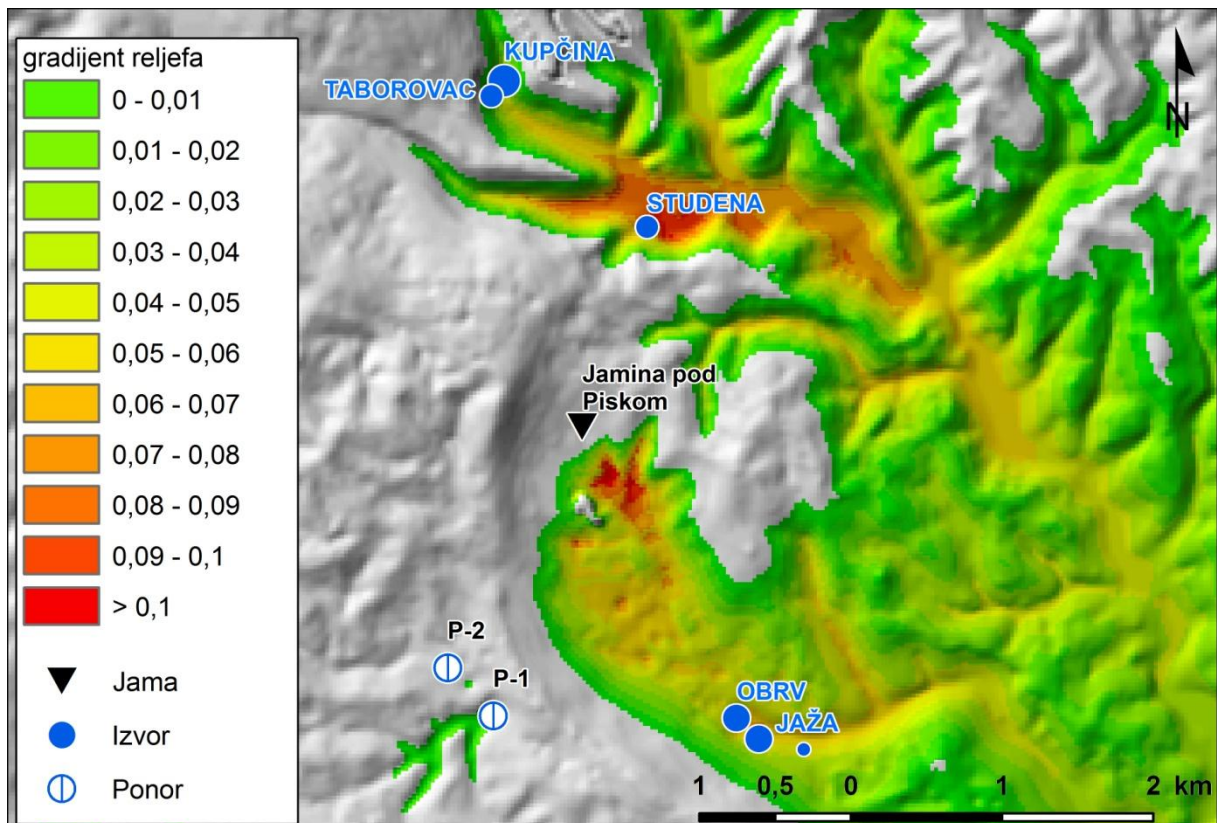 gradijent reljefa
0 - 0,01
0,01 - 0,02
0,02 - 0,03
0,03 - 0,04
0,04 - 0,05
0,05 - 0,06
0,06 - 0,07
0,07 - 0,08
0,08 - 0,09
0,09 - 0,1
> 0,1
Jama
Izvor
Ponor
KUPČINA
TABOROVAC
STUDENA
N
Jamina pod
Piskom
P-2
P-1
OBRV
JAŽA
1 0,5 0 1 2 km